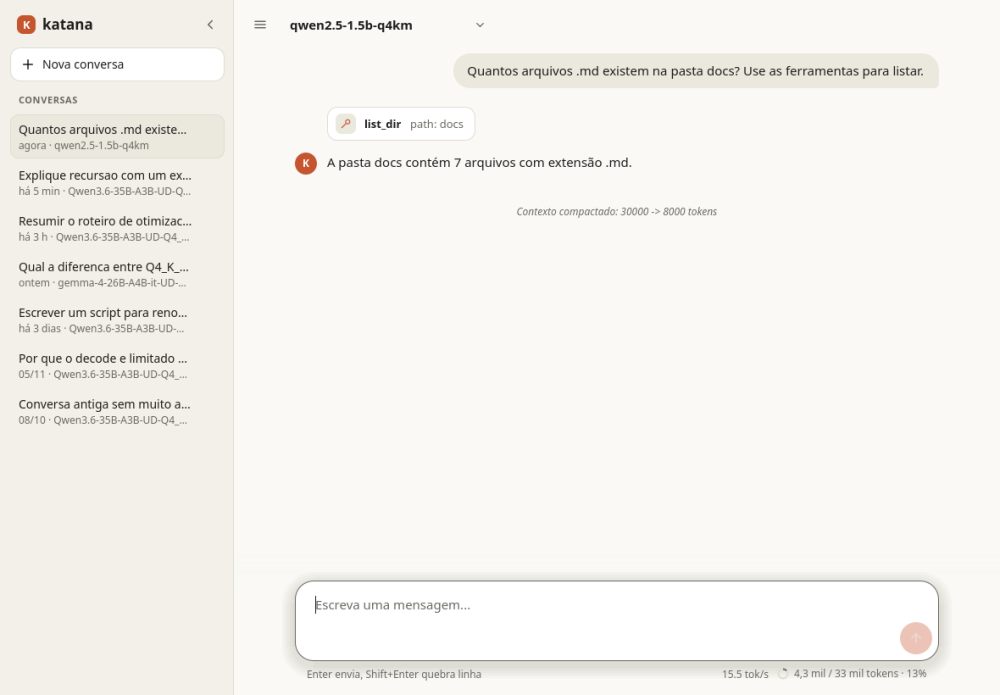 K katana
Nova conversa
CONVERSAS
Quantos arquivos .md existe...
agora · qwen2.5-1.5b-q4km
Explique recursao com um ex...
há 5 min · Qwen3.6-35B-A3B-UD-Q...
Resumir o roteiro de otimizac...
há 3 h · Qwen3.6-35B-A3B-UD-Q4_...
Qual a diferenca entre Q4_K_...
ontem · gemma-4-26B-A4B-it-UD-...
Escrever um script para reno...
há 3 dias · Qwen3.6-35B-A3B-UD-...
Por que o decode e limitado ...
05/11 · Qwen3.6-35B-A3B-UD-Q4_...
Conversa antiga sem muito a...
08/10 · Qwen3.6-35B-A3B-UD-Q4_...
qwen2.5-1.5b-q4km
Quantos arquivos .md existem na pasta docs? Use as ferramentas para listar.
list_dir path: docs
K A pasta docs contém 7 arquivos com extensão .md.
Contexto compactado: 30000 -> 8000 tokens
Escreva uma mensagem...
Enter envia, Shift+Enter quebra linha
15.5 tok/s 4,3 mil / 33 mil tokens · 13%